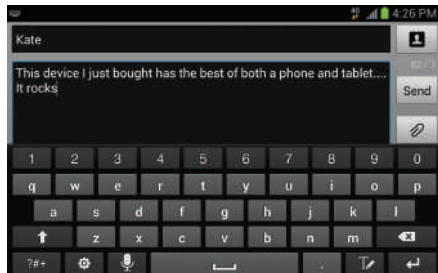 4:26 PM
Kate
This device I just bought has the best of both a phone and tablet....
It rocks
Send
1 2 3 4 5 6 7 8 9 0
q w e r t y u i o p
a s d f g h j k l
z x c v b n m
?#+ .